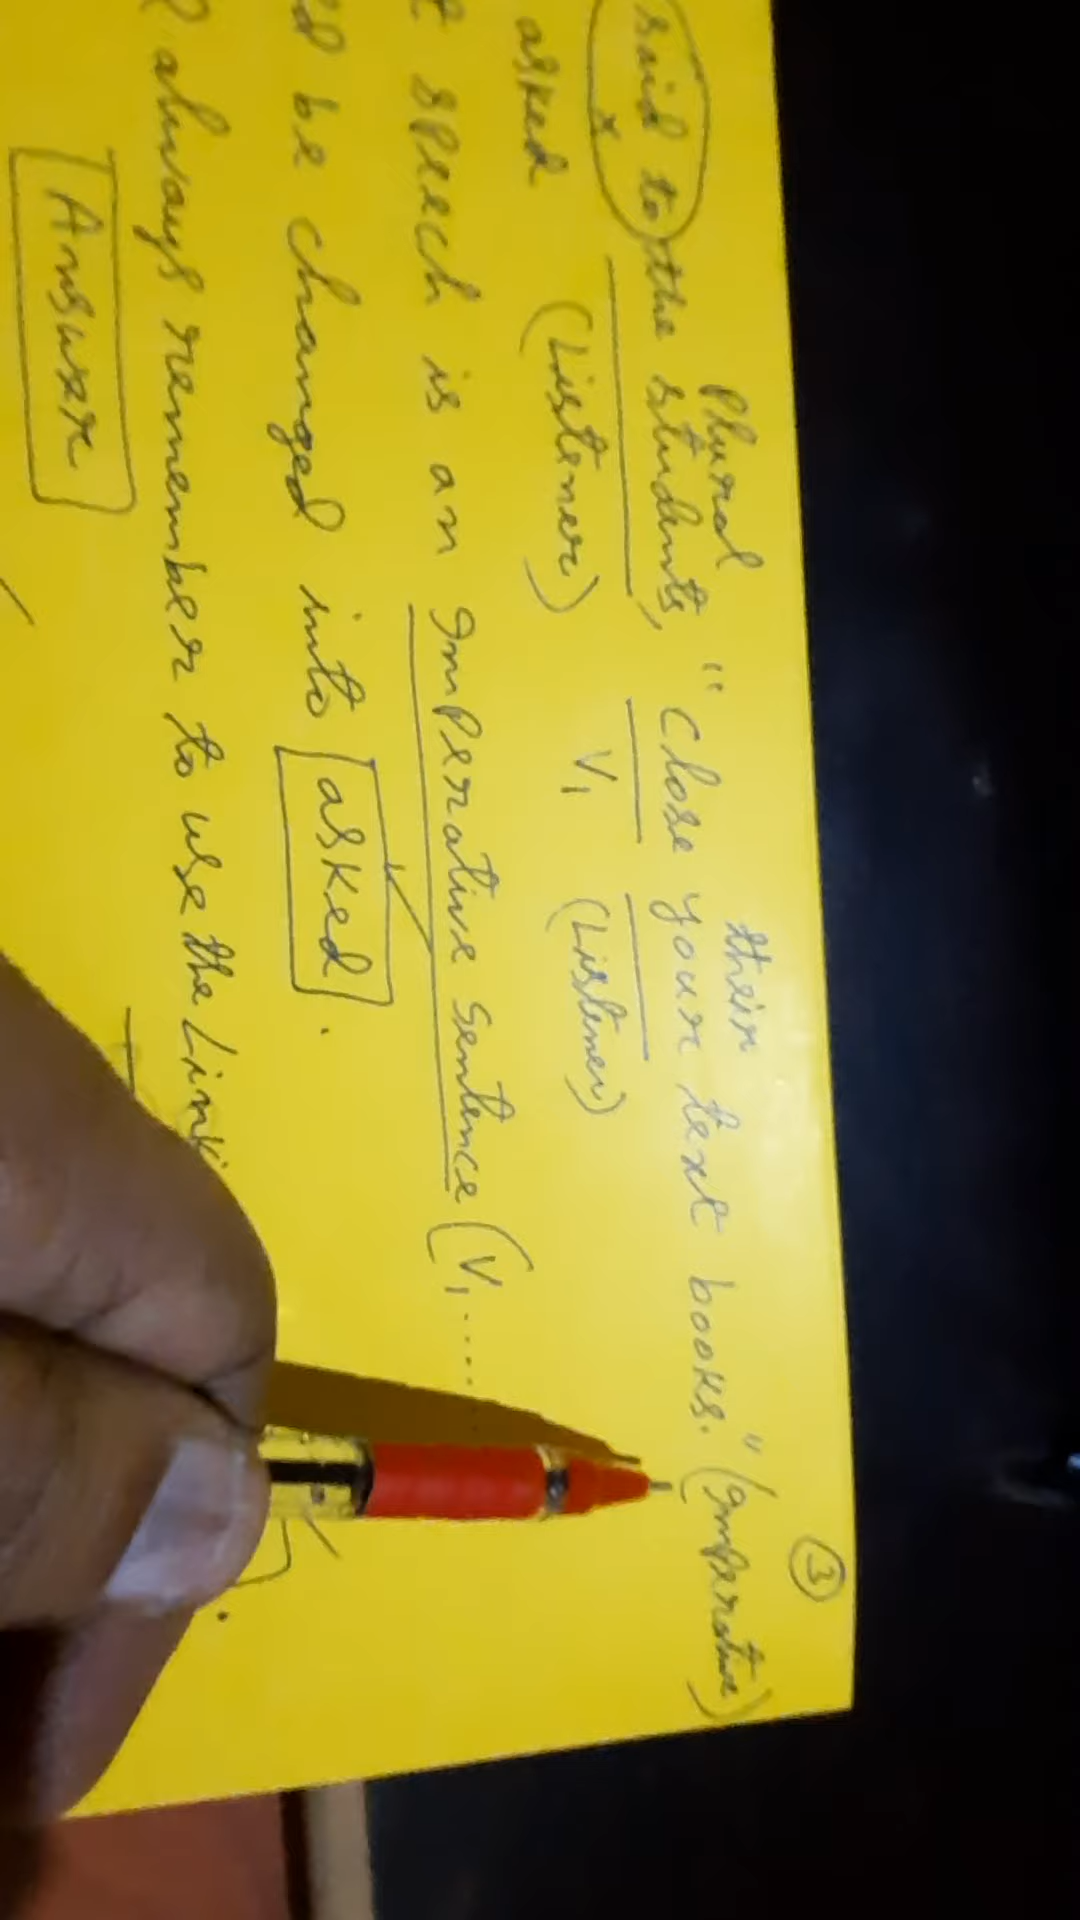 ③
Plural their
said to the students, "Close your text books." (Imperative)
x
asked (Listener) V₁ (Listener)
speech is an Imperative Sentence (V₁.....
be changed into asked.
always remember to use the Link
Answer